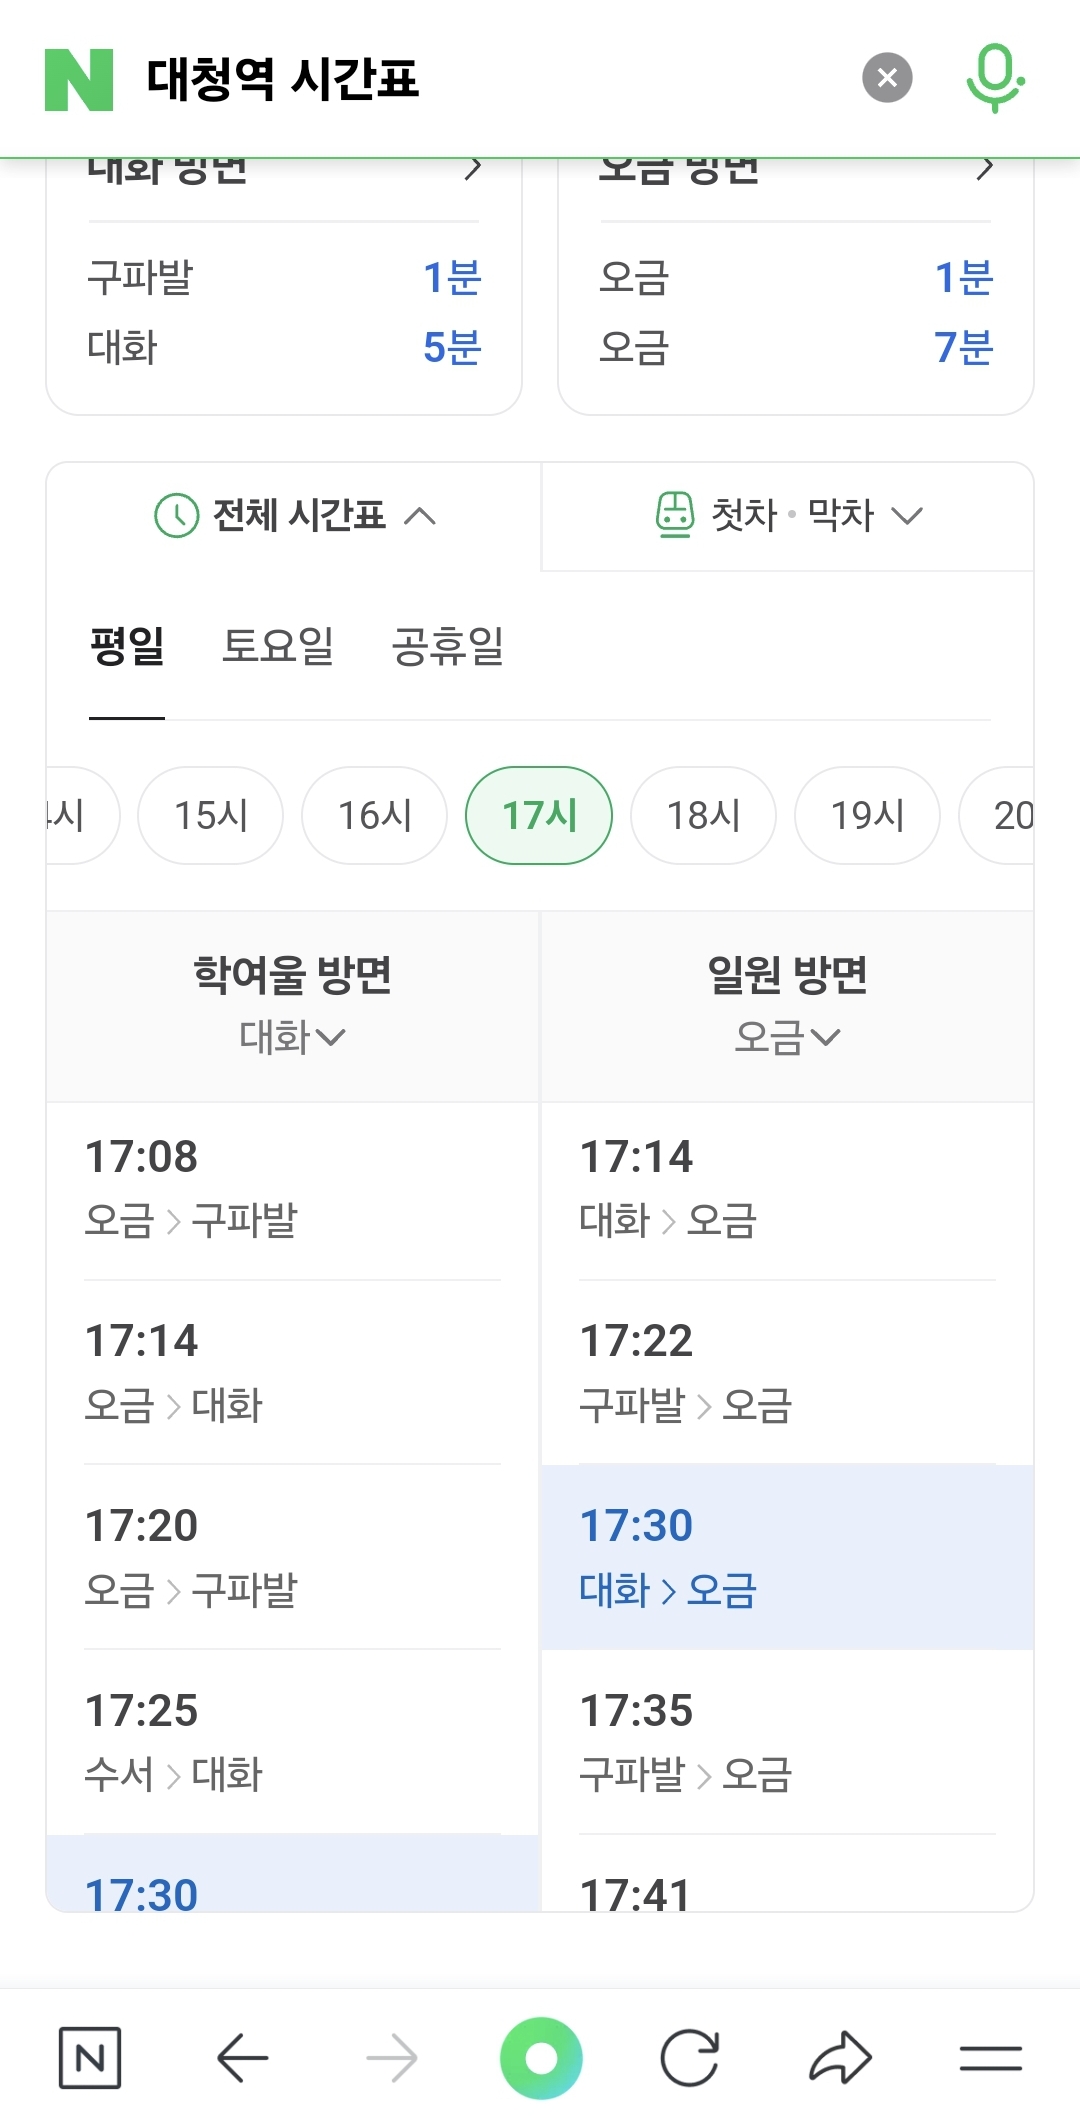 N 대청역 시간표
대화 방면
오금 방면
구파발 1분
대화 5분
오금 1분
오금 7분
전체 시간표
첫차 • 막차
평일 토요일 공휴일
시 15시 16시 17시 18시 19시 20
학여울 방면
대화
일원 방면
오금
17:08
오금 > 구파발
17:14
오금 > 대화
17:20
오금 > 구파발
17:25
수서 > 대화
17:30
17:14
대화 > 오금
17:22
구파발 > 오금
17:30
대화 > 오금
17:35
구파발 > 오금
17:41
N